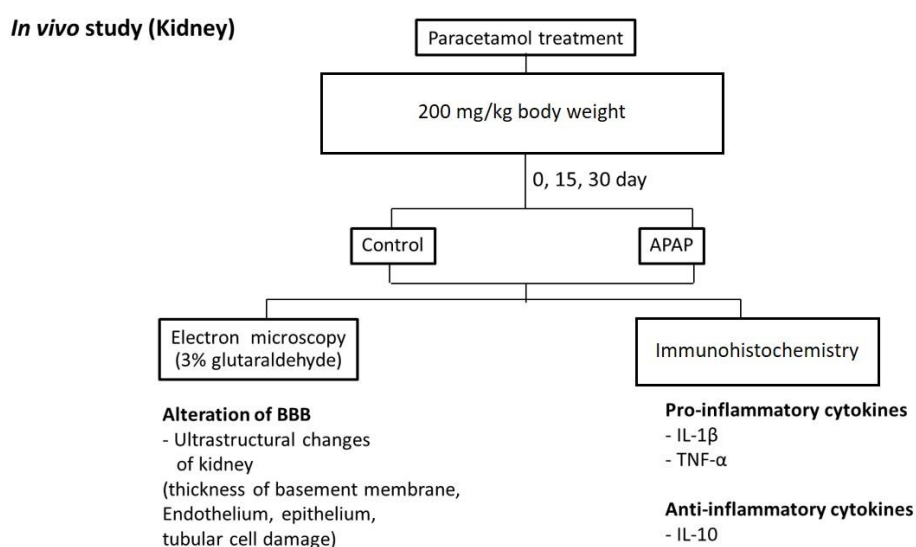 In vivo study (Kidney)
Paracetamol treatment
200 mg/kg body weight
0, 15, 30 day
Control
APAP
Electron microscopy
(3% glutaraldehyde)
Immunohistochemistry
Alteration of BBB
- Ultrastructural changes
of kidney
(thickness of basement membrane,
Endothelium, epithelium,
tubular cell damage)
Pro-inflammatory cytokines
- IL-1β
- TNF-α
Anti-inflammatory cytokines
- IL-10